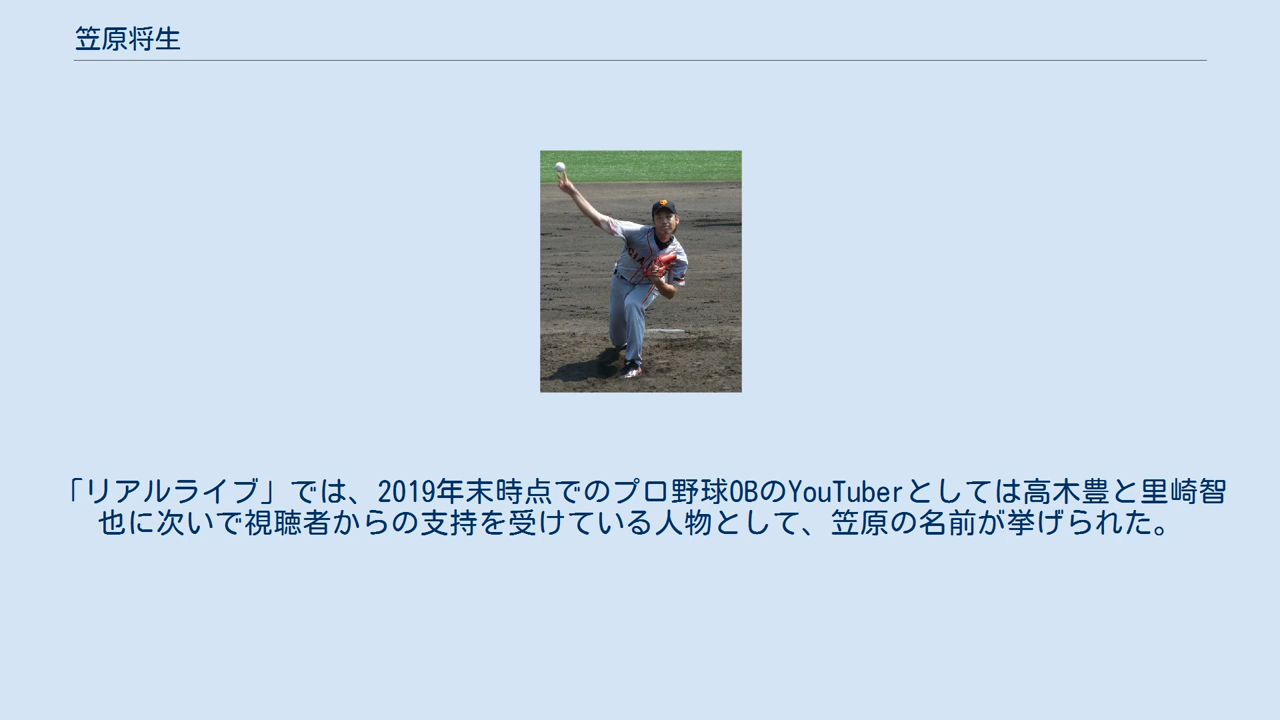 笠原将生
GIA
「リアルライブ」では、2019年末時点でのプロ野球OBのYouTuberとしては高木豊と里崎智
也に次いで視聴者からの支持を受けている人物として、笠原の名前が挙げられた。